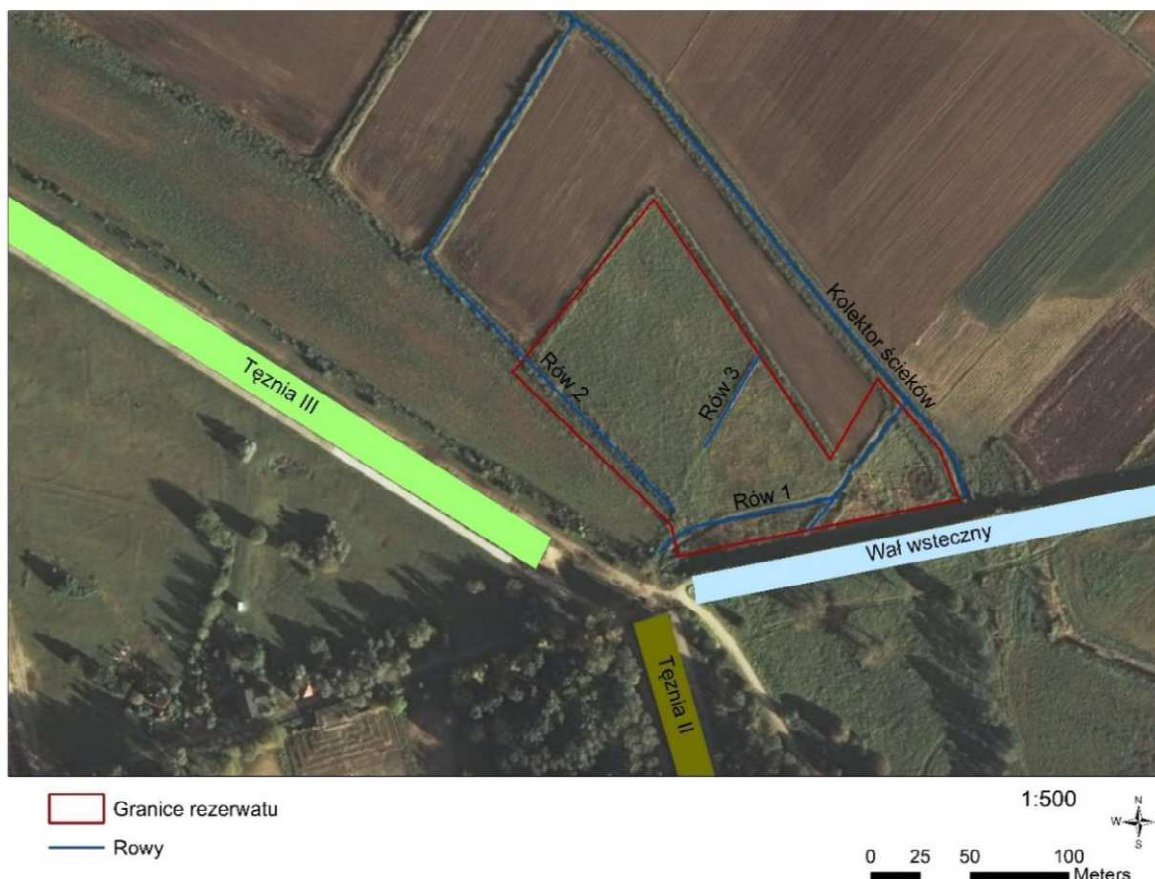 Kolektor ścieków
Rów 2
Rów 3
Tężnia III
Rów 1
Wał wsteczny
Tężnia II
Granice rezerwatu
Rowy
1:500
N
W
S
0 25 50 100
Meters